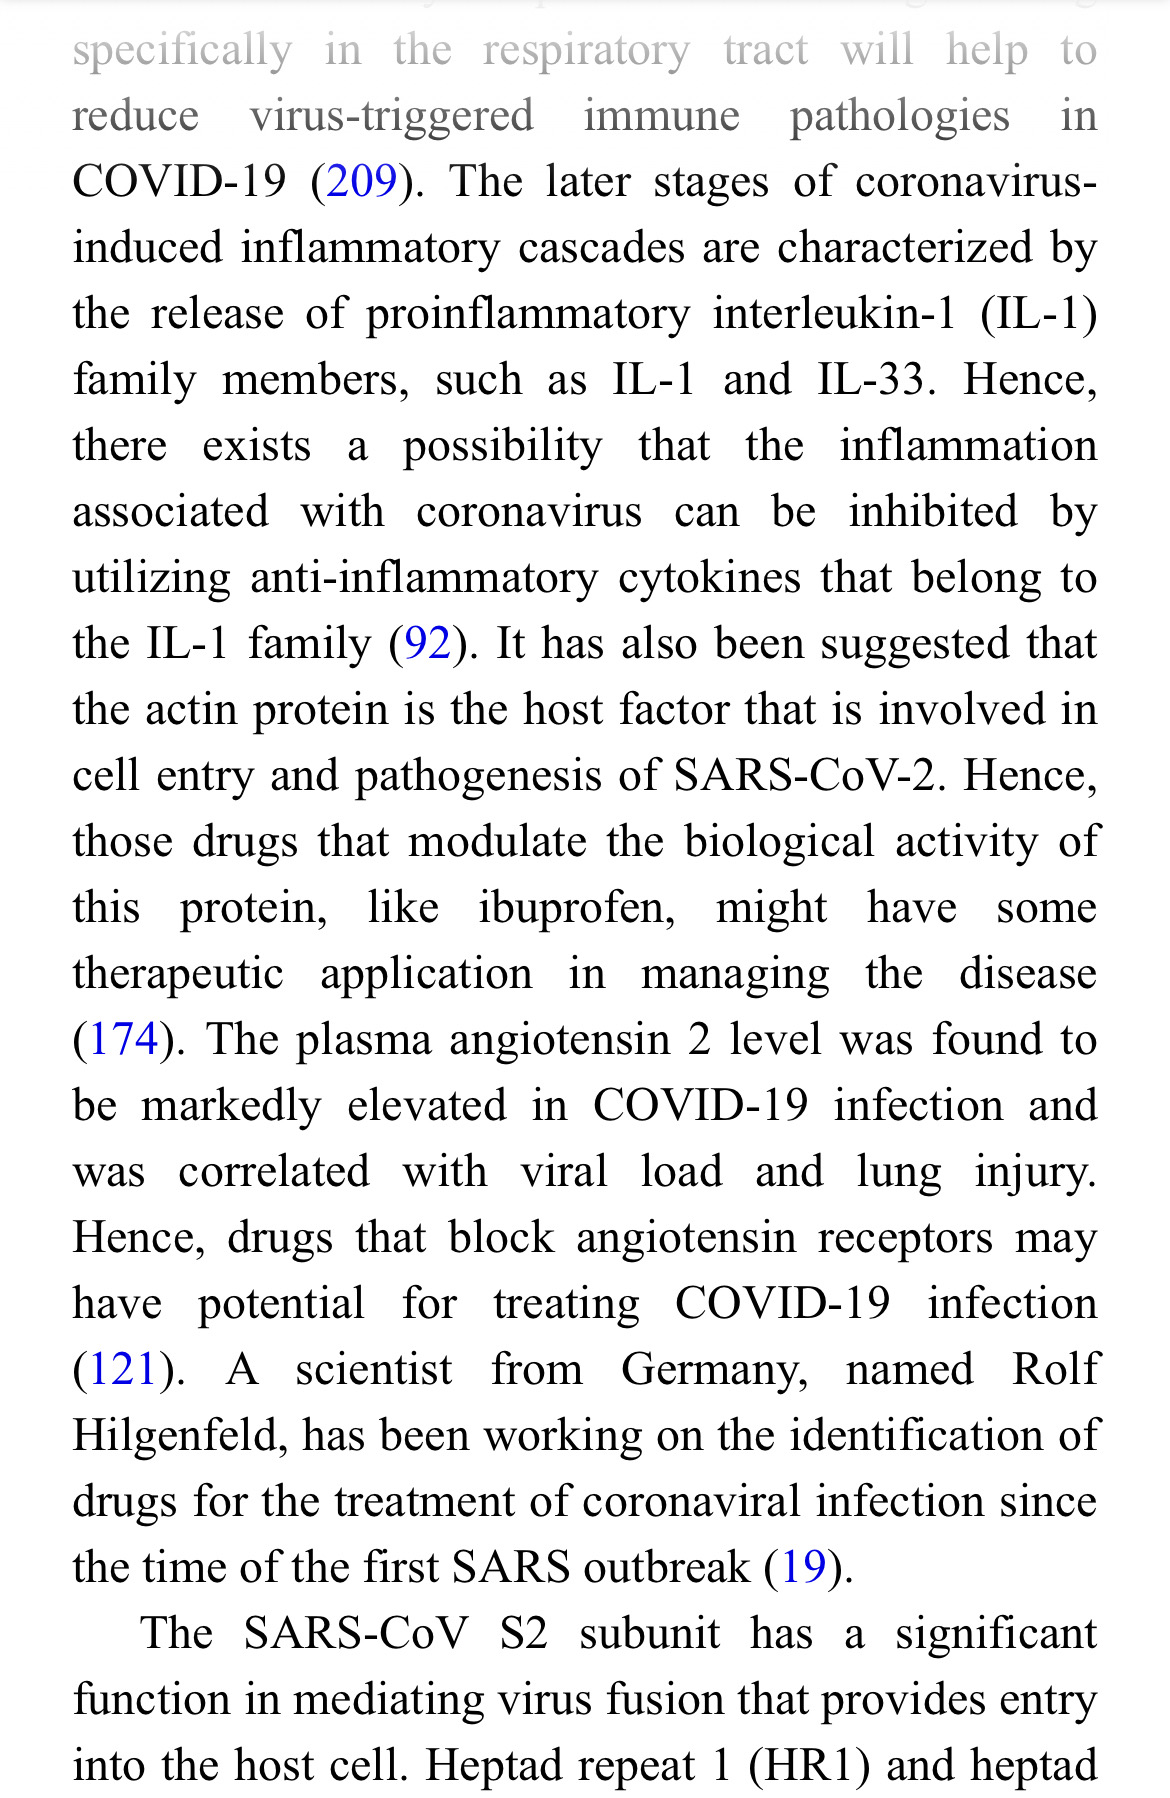 specifically in the respiratory tract will help to
reduce virus-triggered immune pathologies in
COVID-19 (209). The later stages of coronavirus-
induced inflammatory cascades are characterized by
the release of proinflammatory interleukin-1 (IL-1)
family members, such as IL-1 and IL-33. Hence,
there exists a possibility that the inflammation
associated with coronavirus can be inhibited by
utilizing anti-inflammatory cytokines that belong to
the IL-1 family (92). It has also been suggested that
the actin protein is the host factor that is involved in
cell entry and pathogenesis of SARS-CoV-2. Hence,
those drugs that modulate the biological activity of
this protein, like ibuprofen, might have some
therapeutic application in managing the disease
(174). The plasma angiotensin 2 level was found to
be markedly elevated in COVID-19 infection and
was correlated with viral load and lung injury.
Hence, drugs that block angiotensin receptors may
have potential for treating COVID-19 infection
(121). A scientist from Germany, named Rolf
Hilgenfeld, has been working on the identification of
drugs for the treatment of coronaviral infection since
the time of the first SARS outbreak (19).
The SARS-CoV S2 subunit has a significant
function in mediating virus fusion that provides entry
into the host cell. Heptad repeat 1 (HR1) and heptad